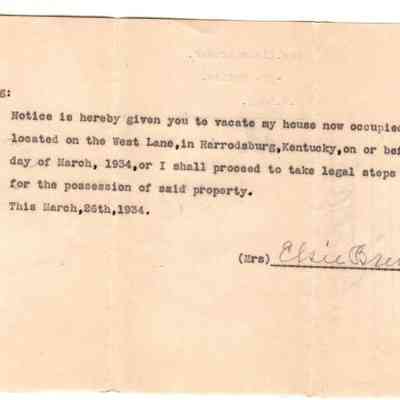 g:
Notice is hereby given you to vacate my house now occupied
located on the West Lane,in Harrodsburg,Kentucky,on or be
day of March, 1934,or I shall proceed to take legal steps
for the possession of said property.
This March,26th,1934.
(Mrs) Elsie